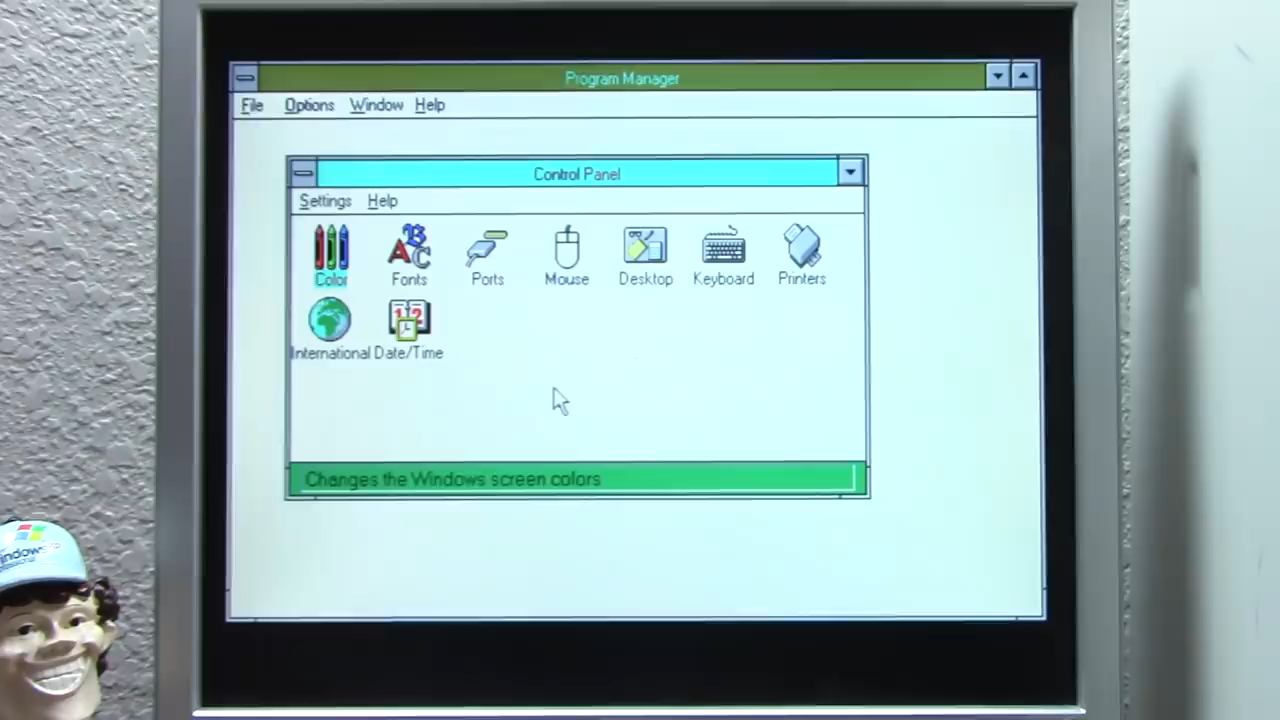 Program Manager
File Options Window Help
Control Panel
Settings Help
Color Fonts Ports Mouse Desktop Keyboard Printers
12
International Date/Time
Changes the Windows screen colors